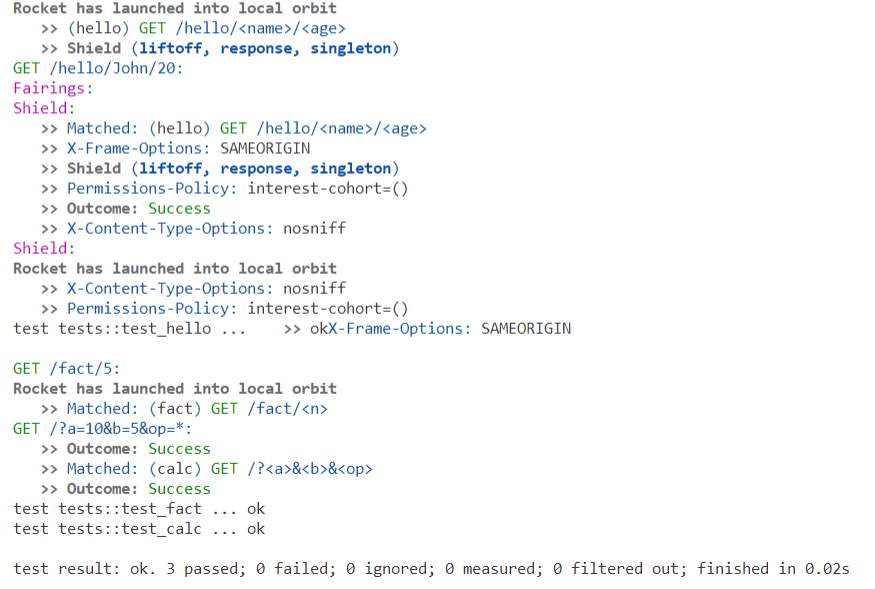 Rocket has launched into local orbit
   >> (hello) GET /hello/<name>/<age>
   >> Shield (liftoff, response, singleton)
GET /hello/John/20:
Fairings:
Shield:
   >> Matched: (hello) GET /hello/<name>/<age>
   >> X-Frame-Options: SAMEORIGIN
   >> Shield (liftoff, response, singleton)
   >> Permissions-Policy: interest-cohort=()
   >> Outcome: Success
   >> X-Content-Type-Options: nosniff
Shield:
Rocket has launched into local orbit
   >> X-Content-Type-Options: nosniff
   >> Permissions-Policy: interest-cohort=()
test tests::test_hello ...    >> okX-Frame-Options: SAMEORIGIN

GET /fact/5:
Rocket has launched into local orbit
   >> Matched: (fact) GET /fact/<n>
GET /?a=10&b=5&op=*:
   >> Outcome: Success
   >> Matched: (calc) GET /?<a>&<b>&<op>
   >> Outcome: Success
test tests::test_fact ... ok
test tests::test_calc ... ok

test result: ok. 3 passed; 0 failed; 0 ignored; 0 measured; 0 filtered out; finished in 0.02s